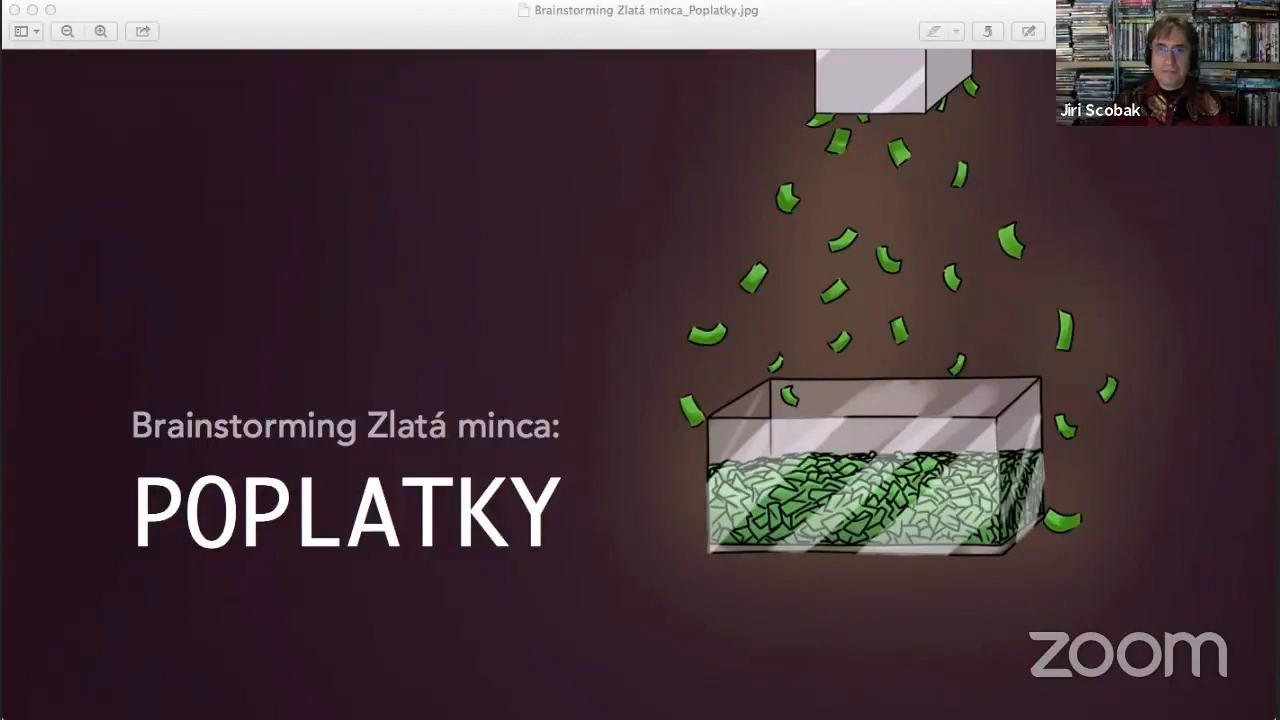 Brainstorming Zlatá minca_Poplatky.jpg
Jiri Scobak
Brainstorming Zlatá minca:
POPLATKY
zoom